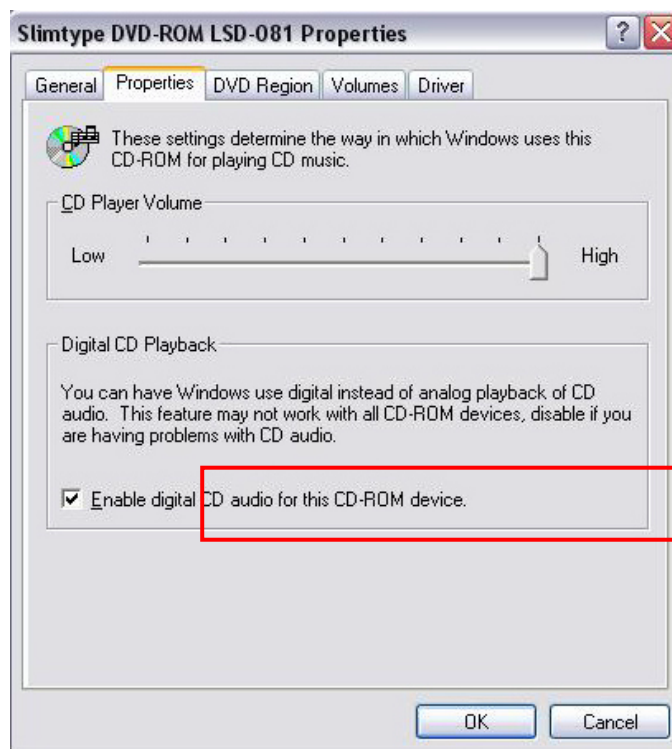 Slimtype DVD-ROM LSD-081 Properties
General Properties DVD Region Volumes Driver
These settings determine the way in which Windows uses this
CD-ROM for playing CD music.
CD Player Volume
Low High
Digital CD Playback
You can have Windows use digital instead of analog playback of CD
audio. This feature may not work with all CD-ROM devices, disable if you
are having problems with CD audio.
Enable digital CD audio for this CD-ROM device.
OK Cancel